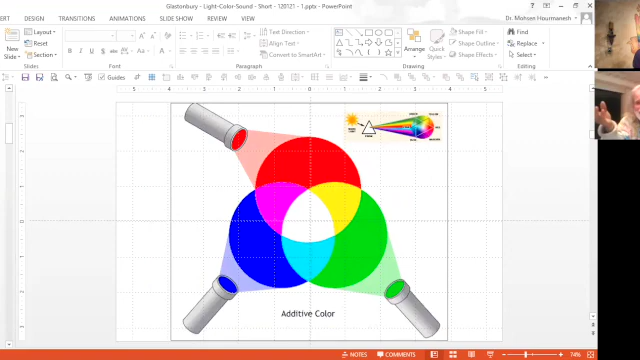 Glastonbury - Light-Color-Sound - Short - 120121 - 1.pptx - PowerPoint
ERT DESIGN TRANSITIONS ANIMATIONS SLIDE SHOW REVIEW VIEW
Dr. Mohsen Hourmanesh
New Slide
Layout
Reset
Section
Text Direction
Align Text
Convert to SmartArt
Arrange
Quick Styles
Shape Fill
Shape Outline
Shape Effects
Find
Replace
Select
Slides
Font
Paragraph
Drawing
Editing
Guides
Additive Color
NOTES
COMMENTS
74%